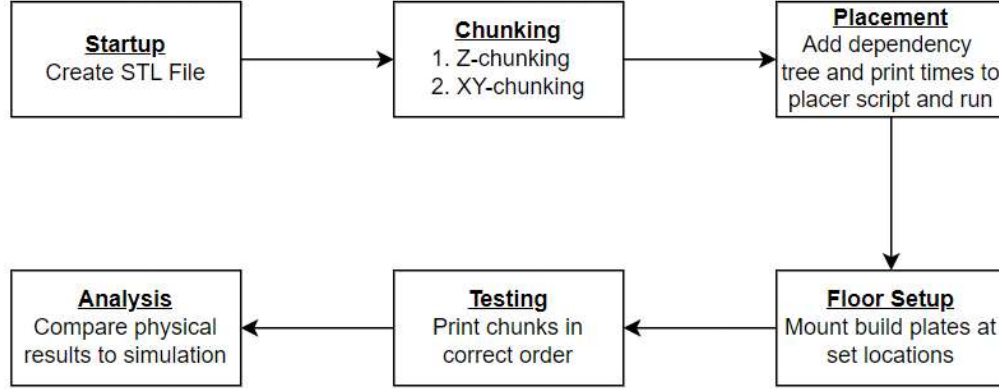 Startup
Create STL File
Chunking
1. Z-chunking
2. XY-chunking
Placement
Add dependency
tree and print times to
placer script and run
Floor Setup
Mount build plates at
set locations
Testing
Print chunks in
correct order
Analysis
Compare physical
results to simulation